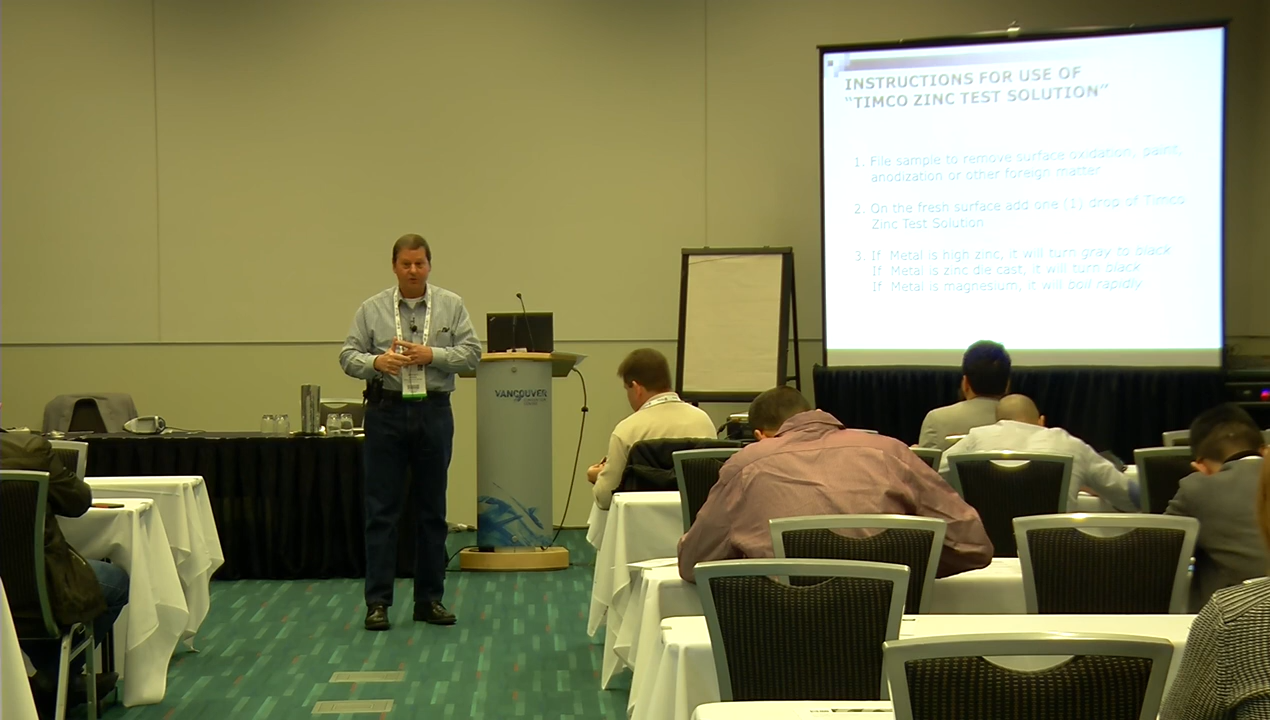 INSTRUCTIONS FOR USE OF
"TIMCO ZINC TEST SOLUTION"
1. File sample to remove surface oxidation, paint,
anodization or other foreign matter
2. On the fresh surface add one (1) drop of Timco
Zinc Test Solution
3. If Metal is high zinc, it will turn gray to black
If Metal is zinc die cast, it will turn black
If Metal is magnesium, it will boil rapidly
VANCOUVER